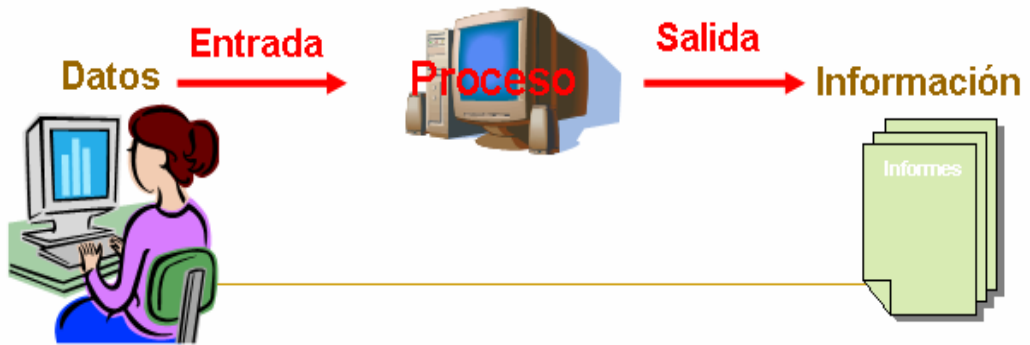 Entrada
Salida
Datos
Proceso
Información
Informes